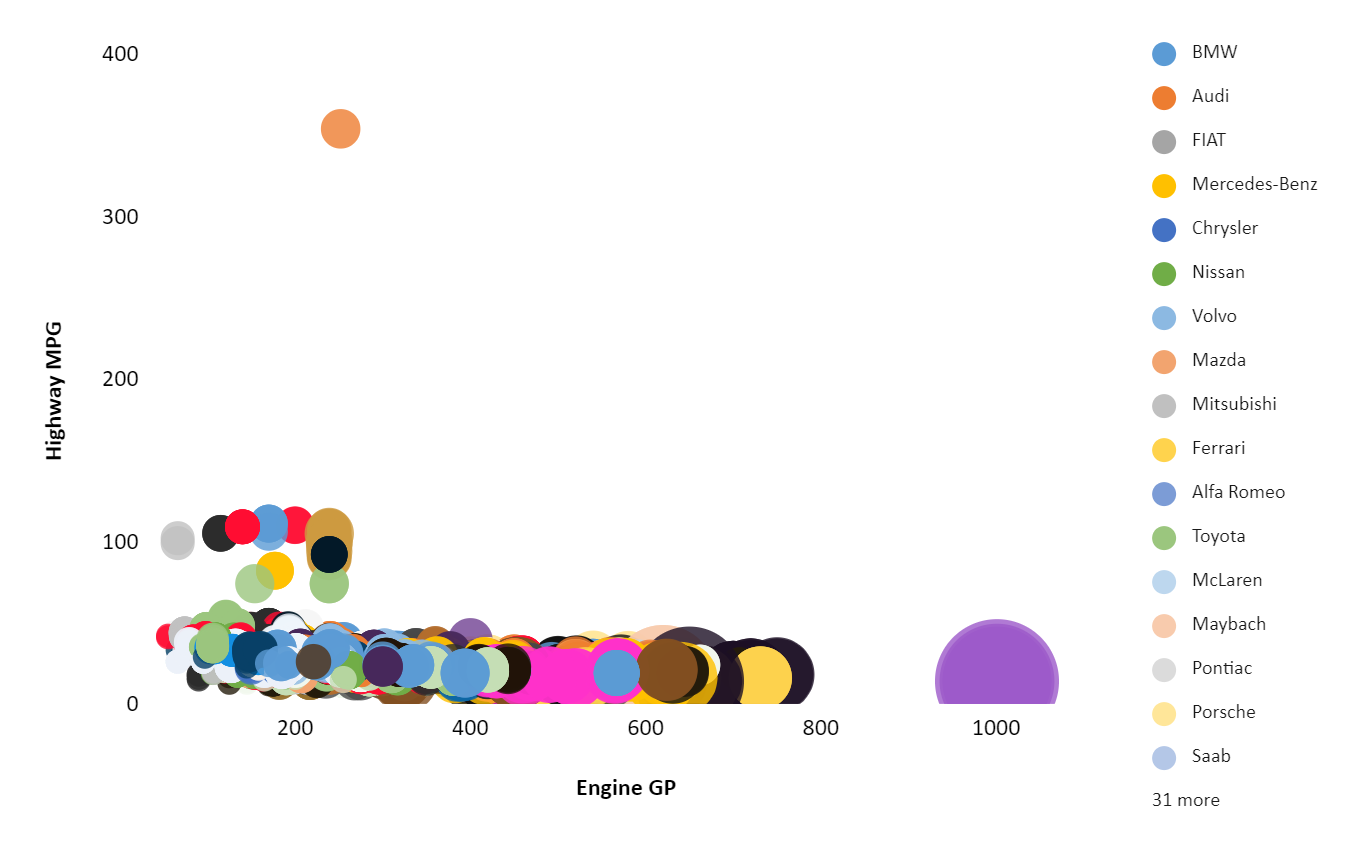 400
300
200
100
0
Highway MPG
200
400
600
800
1000
Engine GP
BMW
Audi
FIAT
Mercedes-Benz
Chrysler
Nissan
Volvo
Mazda
Mitsubishi
Ferrari
Alfa Romeo
Toyota
McLaren
Maybach
Pontiac
Porsche
Saab
31 more